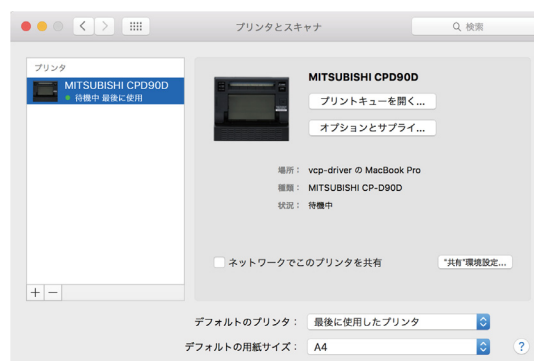 プリンタとスキャナ
検索
プリンタ
MITSUBISHI CPD90D
待機中 最後に使用
MITSUBISHI CPD90D
プリントキューを開く...
オプションとサプライ...
場所： vcp-driver の MacBook Pro
種類： MITSUBISHI CP-D90D
状況： 待機中
ネットワークでこのプリンタを共有
"共有"環境設定...
+ −
デフォルトのプリンタ： 最後に使用したプリンタ
デフォルトの用紙サイズ： A4
?